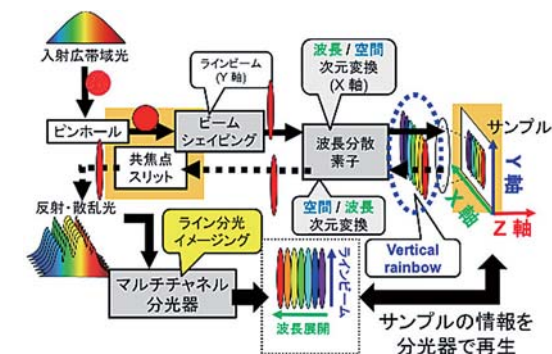 入射広帯域光
ピンホール
ラインビーム
(Y 軸)
ビーム
シェイピング
波長 / 空間
次元変換
(X 軸)
波長分散
素子
サンプル
Y 軸
X 軸
Z 軸
共焦点
スリット
空間 / 波長
次元変換
Vertical
rainbow
反射・散乱光
ライン分光
イメージング
マルチチャネル
分光器
ラインビーム
波長展開
サンプルの情報を
分光器で再生